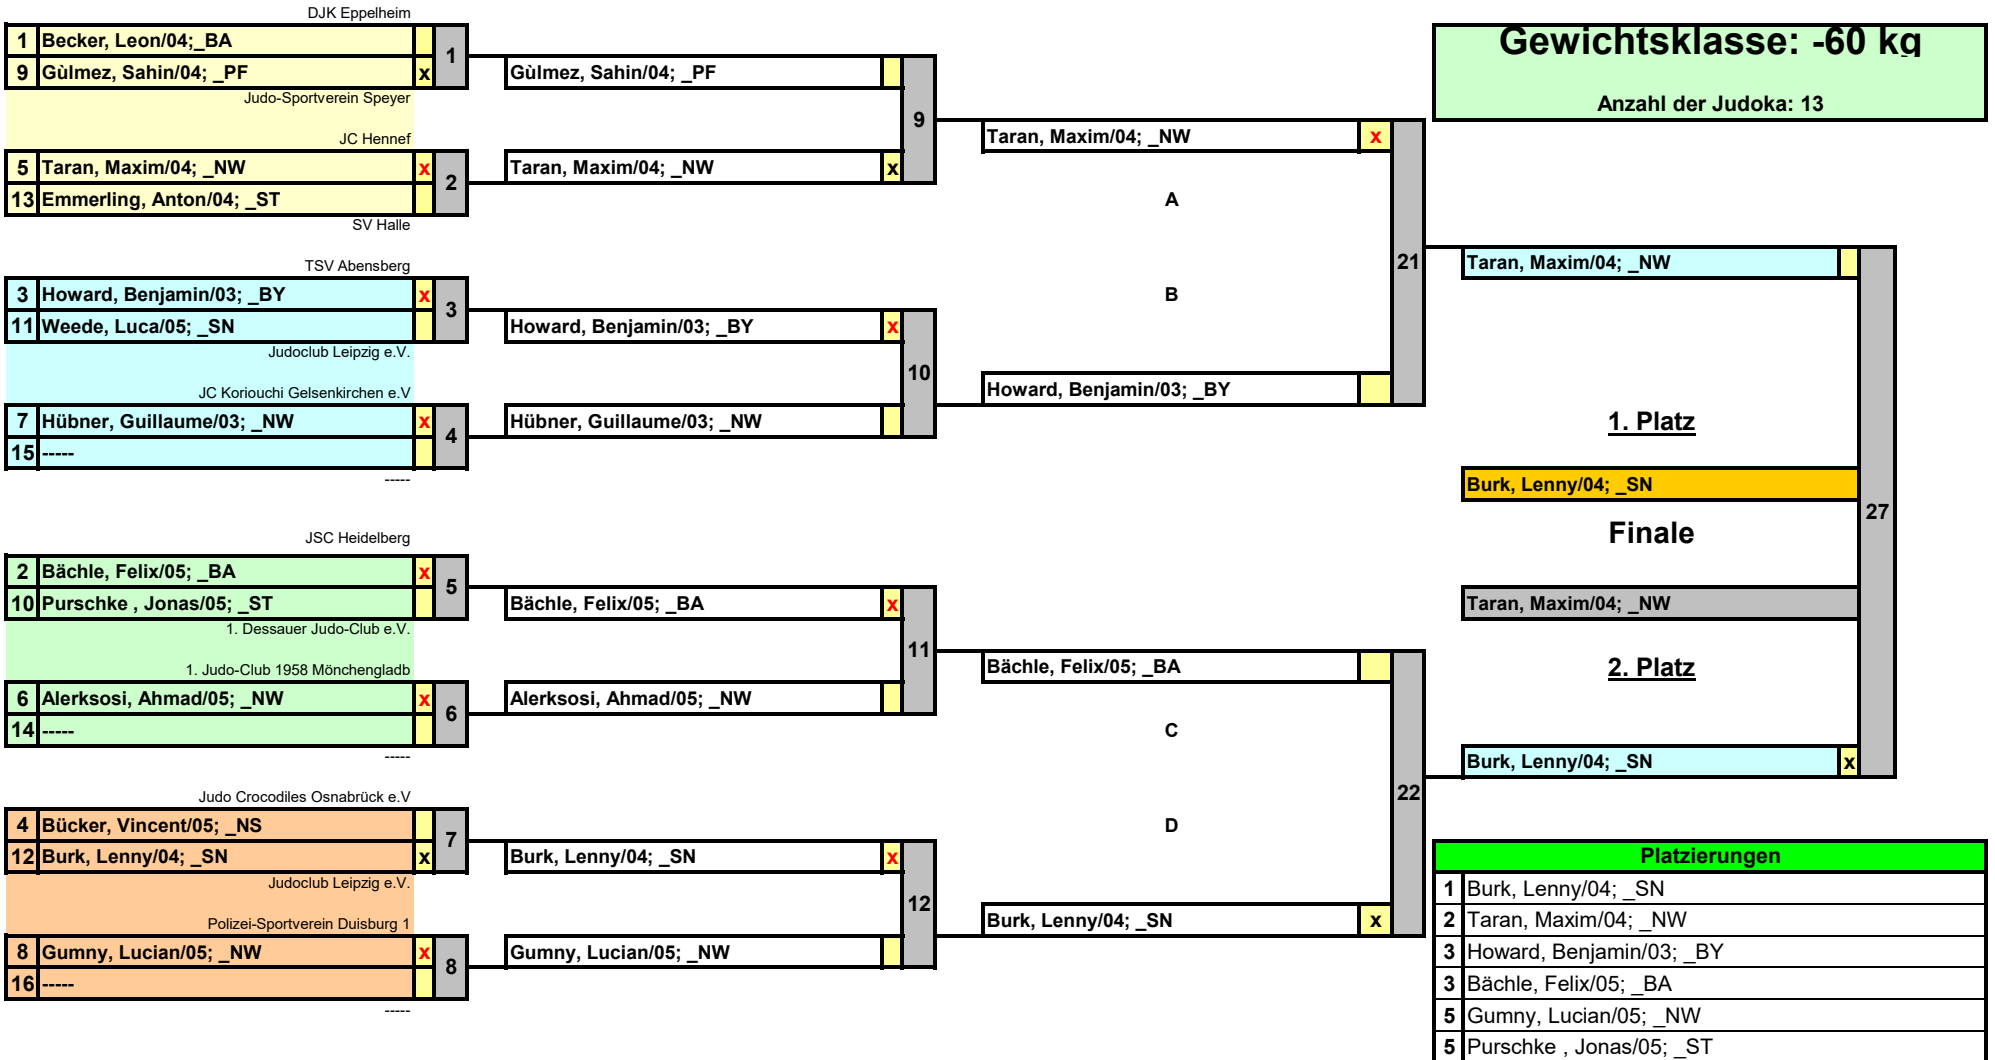 DJK Eppelheim
1 Becker, Leon/04;_BA
9 Gùlmez, Sahin/04; _PF x
1
Judo-Sportverein Speyer
JC Hennef
5 Taran, Maxim/04; _NW x
13 Emmerling, Anton/04; _ST
2
SV Halle
TSV Abensberg
3 Howard, Benjamin/03; _BY x
11 Weede, Luca/05; _SN
3
Judoclub Leipzig e.V.
JC Koriouchi Gelsenkirchen e.V
7 Hübner, Guillaume/03; _NW x
15 -----
4
-----
JSC Heidelberg
2 Bächle, Felix/05; _BA x
10 Purschke , Jonas/05; _ST
5
1. Dessauer Judo-Club e.V.
1. Judo-Club 1958 Mönchengladb
6 Alerksosi, Ahmad/05; _NW x
14 -----
6
-----
Judo Crocodiles Osnabrück e.V
4 Bücker, Vincent/05; _NS
12 Burk, Lenny/04; _SN x
7
Judoclub Leipzig e.V.
Polizei-Sportverein Duisburg 1
8 Gumny, Lucian/05; _NW x
16 -----
8
-----
Gùlmez, Sahin/04; _PF
9
Taran, Maxim/04; _NW x
Howard, Benjamin/03; _BY x
10
Hübner, Guillaume/03; _NW
Bächle, Felix/05; _BA x
11
Alerksosi, Ahmad/05; _NW
Burk, Lenny/04; _SN x
12
Gumny, Lucian/05; _NW
Taran, Maxim/04; _NW x
A
21
B
Howard, Benjamin/03; _BY
Bächle, Felix/05; _BA
C
22
D
Burk, Lenny/04; _SN x
Gewichtsklasse: -60 kg
Anzahl der Judoka: 13
Taran, Maxim/04; _NW
1. Platz
Burk, Lenny/04; _SN
27
Finale
Taran, Maxim/04; _NW
2. Platz
Burk, Lenny/04; _SN x
Platzierungen
1 Burk, Lenny/04; _SN
2 Taran, Maxim/04; _NW
3 Howard, Benjamin/03; _BY
3 Bächle, Felix/05; _BA
5 Gumny, Lucian/05; _NW
5 Purschke , Jonas/05; _ST